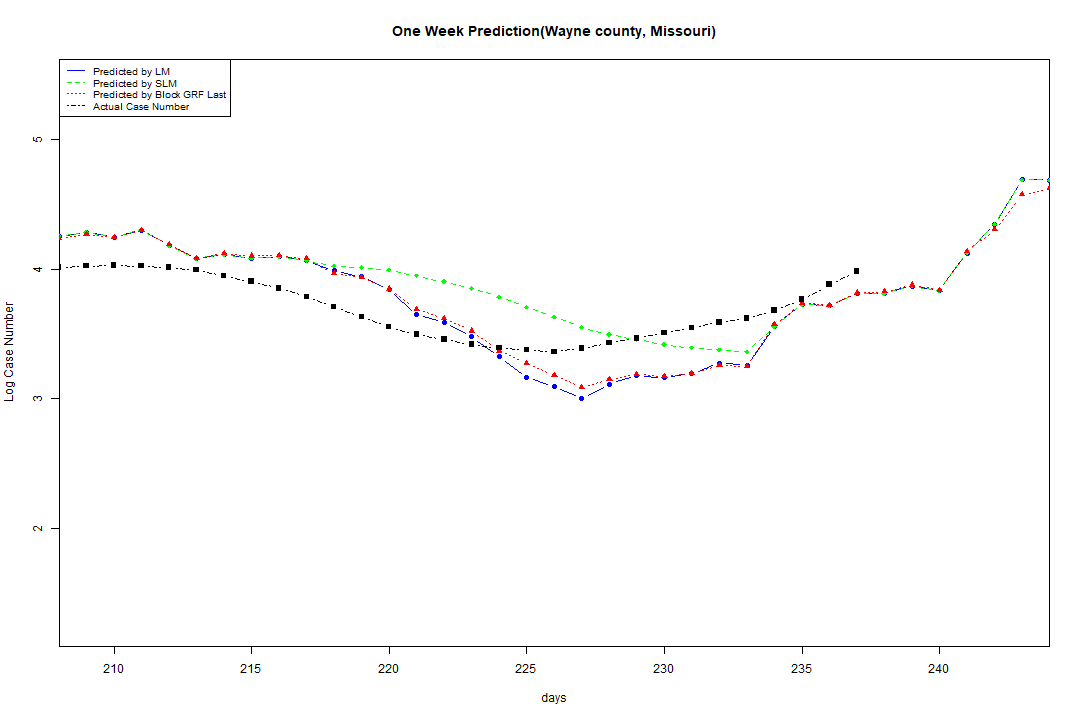 One Week Prediction(Wayne county, Missouri)
Predicted by LM
Predicted by SLM
Predicted by Block GRF Last
Actual Case Number
5
4
3
2
Log Case Number
210 215 220 225 230 235 240
days